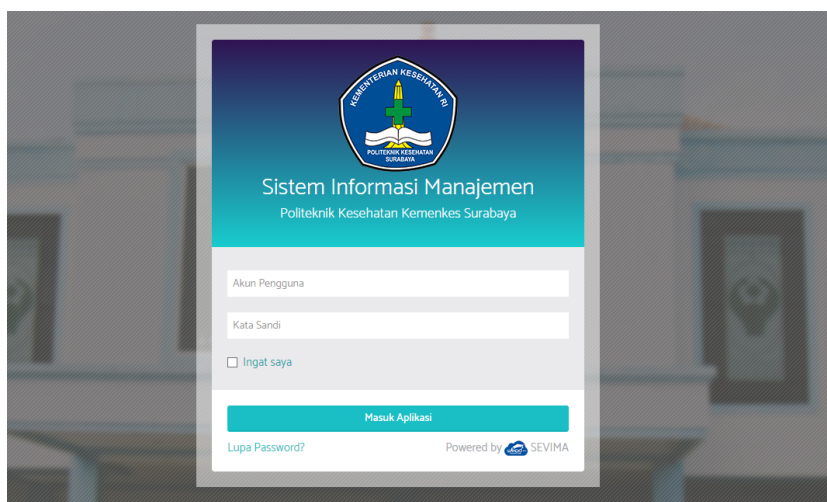 KEMENTERIAN KESEHATAN RI
POLITEKNIK KESEHATAN
SURABAYA
Sistem Informasi Manajemen
Politeknik Kesehatan Kemenkes Surabaya
Akun Pengguna
Kata Sandi
Ingat saya
Masuk Aplikasi
Lupa Password?
Powered by SEVIMA